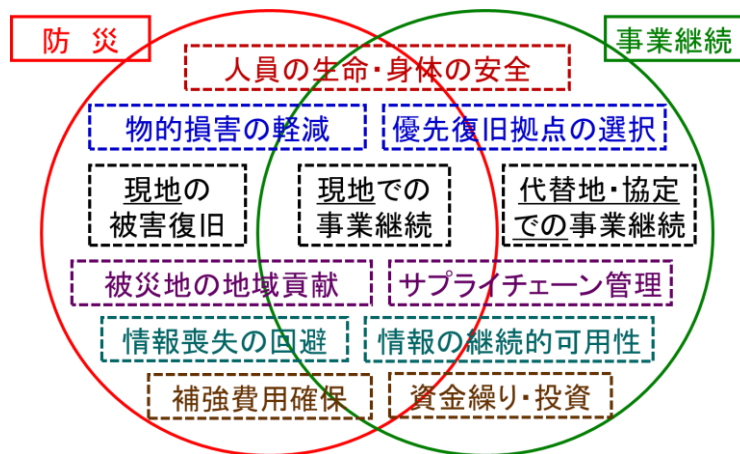 防 災
事業継続
人員の生命・身体の安全
物的損害の軽減
優先復旧拠点の選択
現地の
被害復旧
現地での
事業継続
代替地・協定
での事業継続
被災地の地域貢献
サプライチェーン管理
情報喪失の回避
情報の継続的可用性
補強費用確保
資金繰り・投資